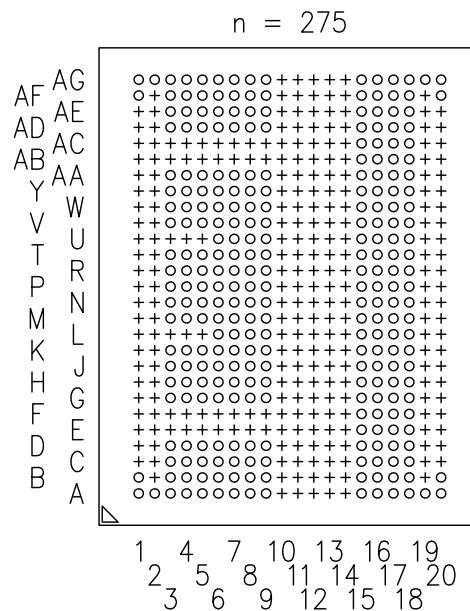 n = 275
AG
AF
AE
AD
AC
AB
AA
Y
W
V
U
T
R
P
N
M
L
K
J
H
G
F
E
D
C
B
A
1 4 7 10 13 16 19
2 5 8 11 14 17 20
3 6 9 12 15 18